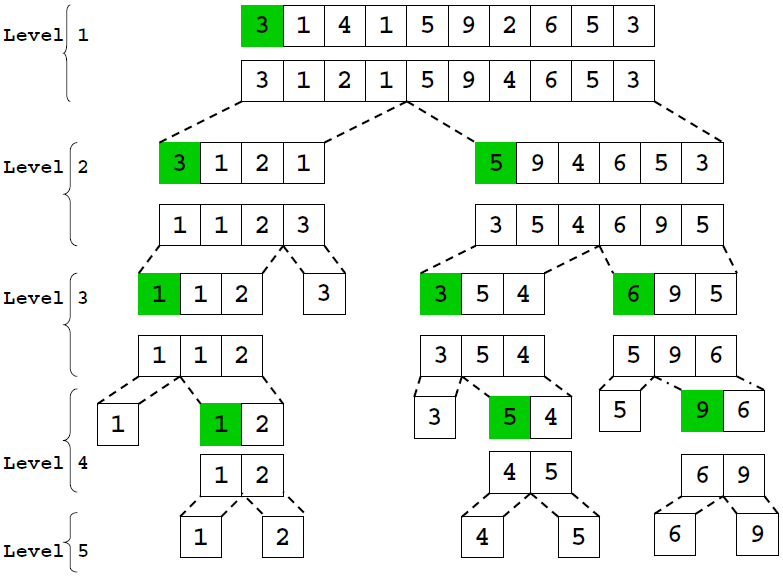 Level 1
3 1 4 1 5 9 2 6 5 3
3 1 2 1 5 9 4 6 5 3
Level 2
3 1 2 1 5 9 4 6 5 3
1 1 2 3 3 5 4 6 9 5
Level 3
1 1 2 3 3 5 4 6 9 5
1 1 2 3 5 4 5 9 6
1 1 2 3 5 4 5 9 6
Level 4
1 2 4 5 6 9
Level 5
1 2 4 5 6 9